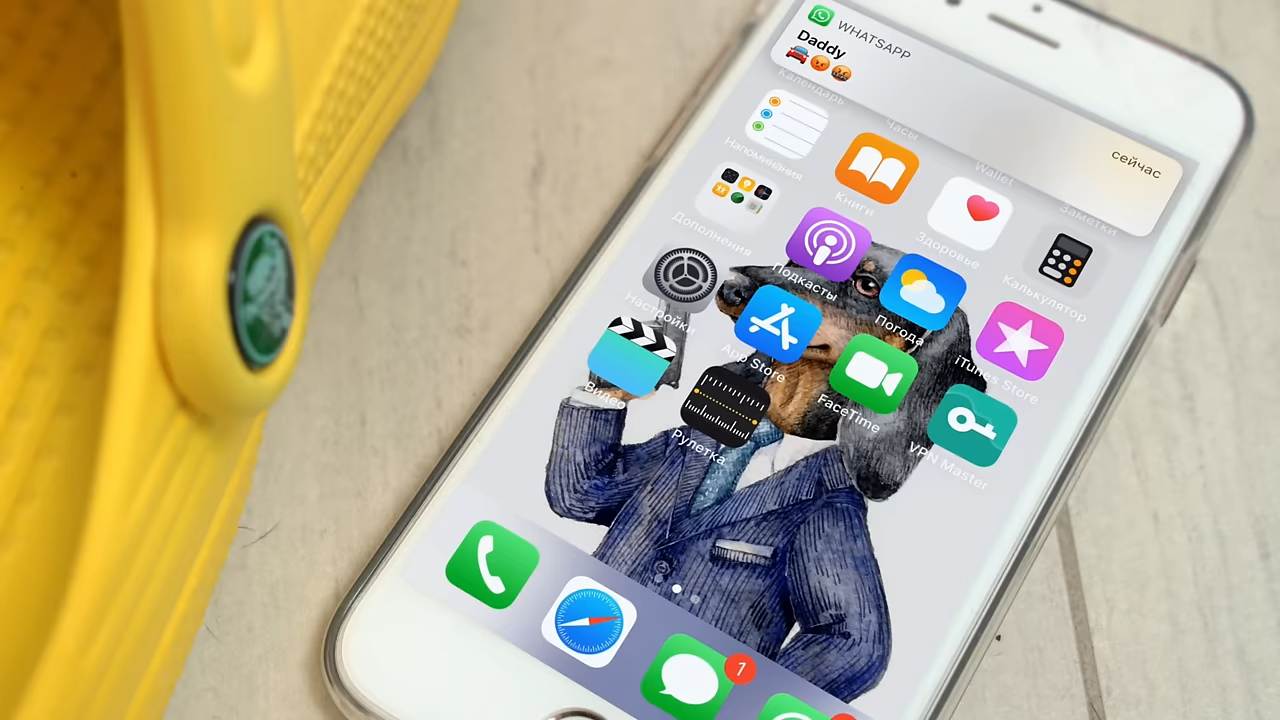 WHATSAPP
Daddy
🚗😡🤬
сейчас
Календарь
Часы
Wallet
Заметки
Напоминания
Книги
Здоровье
Калькулятор
Дополнения
Подкасты
Погода
iTunes Store
Настройки
App Store
FaceTime
VPN Master
Видео
Рулетка
1